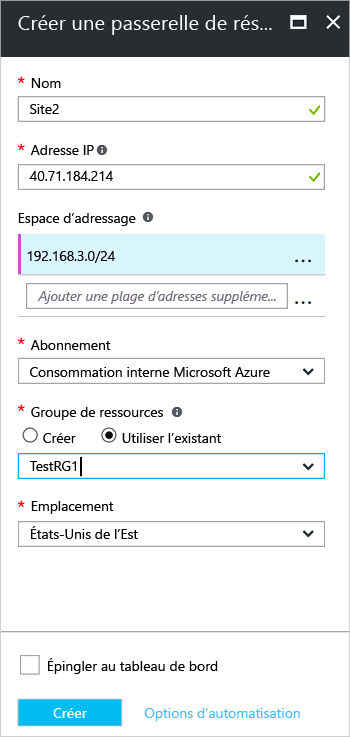 Créer une passerelle de rés...
* Nom
Site2
* Adresse IP
40.71.184.214
Espace d'adressage
192.168.3.0/24
...
Ajouter une plage d'adresses suppléme...
...
* Abonnement
Consommation interne Microsoft Azure
* Groupe de ressources
Créer
Utiliser l'existant
TestRG1
* Emplacement
États-Unis de l'Est
Épingler au tableau de bord
Créer
Options d'automatisation